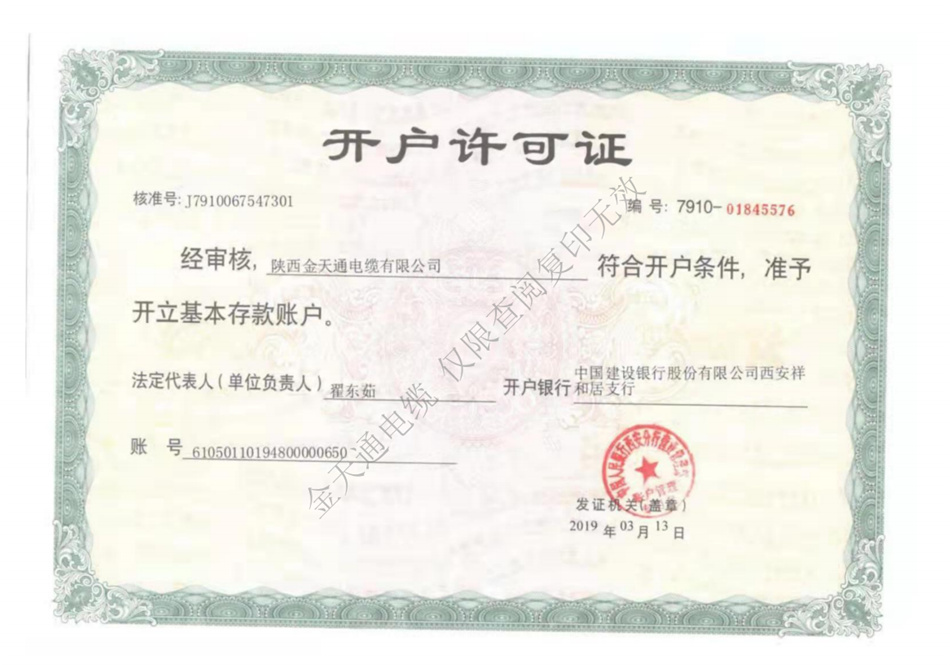 开户许可证
核准号: J7910067547301
编 号: 7910-01845576
经审核, 陕西金天通电缆有限公司 符合开户条件, 准予
开立基本存款账户。
法定代表人(单位负责人) 翟东茹 开户银行 中国建设银行股份有限公司西安祥
和居支行
账 号 61050110194800000650
发证机关(盖章)
2019 年 03 月 13 日
金天通电缆 仅限查阅复印无效